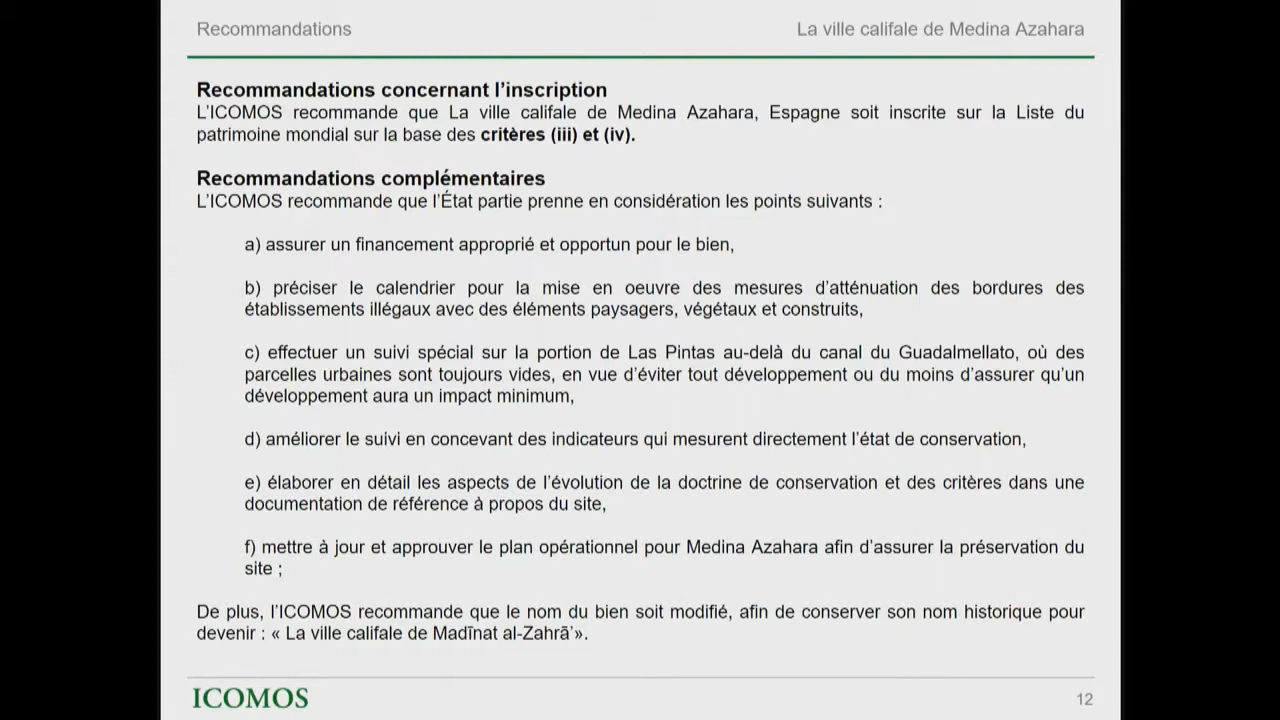 Recommandations
La ville califale de Medina Azahara
Recommandations concernant l’inscription
L’ICOMOS recommande que La ville califale de Medina Azahara, Espagne soit inscrite sur la Liste du
patrimoine mondial sur la base des critères (iii) et (iv).
Recommandations complémentaires
L’ICOMOS recommande que l’État partie prenne en considération les points suivants :
a) assurer un financement approprié et opportun pour le bien,
b) préciser le calendrier pour la mise en oeuvre des mesures d’atténuation des bordures des
établissements illégaux avec des éléments paysagers, végétaux et construits,
c) effectuer un suivi spécial sur la portion de Las Pintas au-delà du canal du Guadalmellato, où des
parcelles urbaines sont toujours vides, en vue d’éviter tout développement ou du moins d’assurer qu’un
développement aura un impact minimum,
d) améliorer le suivi en concevant des indicateurs qui mesurent directement l’état de conservation,
e) élaborer en détail les aspects de l’évolution de la doctrine de conservation et des critères dans une
documentation de référence à propos du site,
f) mettre à jour et approuver le plan opérationnel pour Medina Azahara afin d’assurer la préservation du
site ;
De plus, l’ICOMOS recommande que le nom du bien soit modifié, afin de conserver son nom historique pour
devenir : « La ville califale de Madīnat al-Zahrā’».
ICOMOS
12